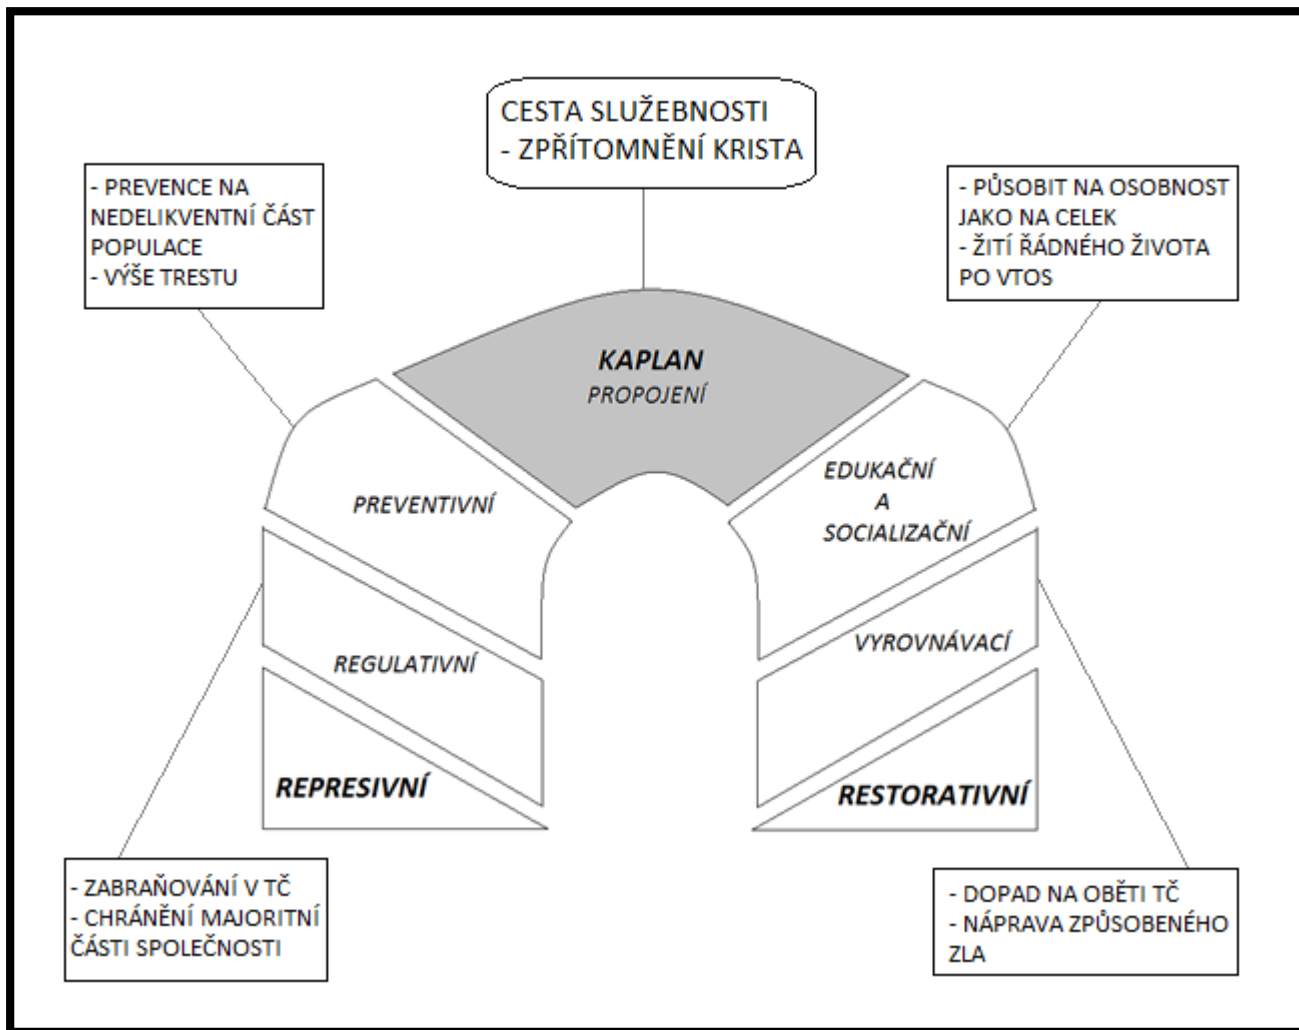 CESTA SLUŽEBNOSTI
- ZPŘÍTOMNĚNÍ KRISTA
- PREVENCE NA
NEDELIKVENTNÍ ČÁST
POPULACE
- VÝŠE TRESTU
- PŮSOBIT NA OSOBNOST
JAKO NA CELEK
- ŽITÍ ŘÁDNÉHO ŽIVOTA
PO VTOS
KAPLAN
PROPOJENÍ
PREVENTIVNÍ
EDUKAČNÍ
A
SOCIALIZAČNÍ
REGULATIVNÍ
VYROVNÁVACÍ
REPRESIVNÍ
RESTORATIVNÍ
- ZABRAŇOVÁNÍ V TČ
- CHRÁNĚNÍ MAJORITNÍ
ČÁSTI SPOLEČNOSTI
- DOPAD NA OBĚTI TČ
- NÁPRAVA ZPŮSOBENÉHO
ZLA